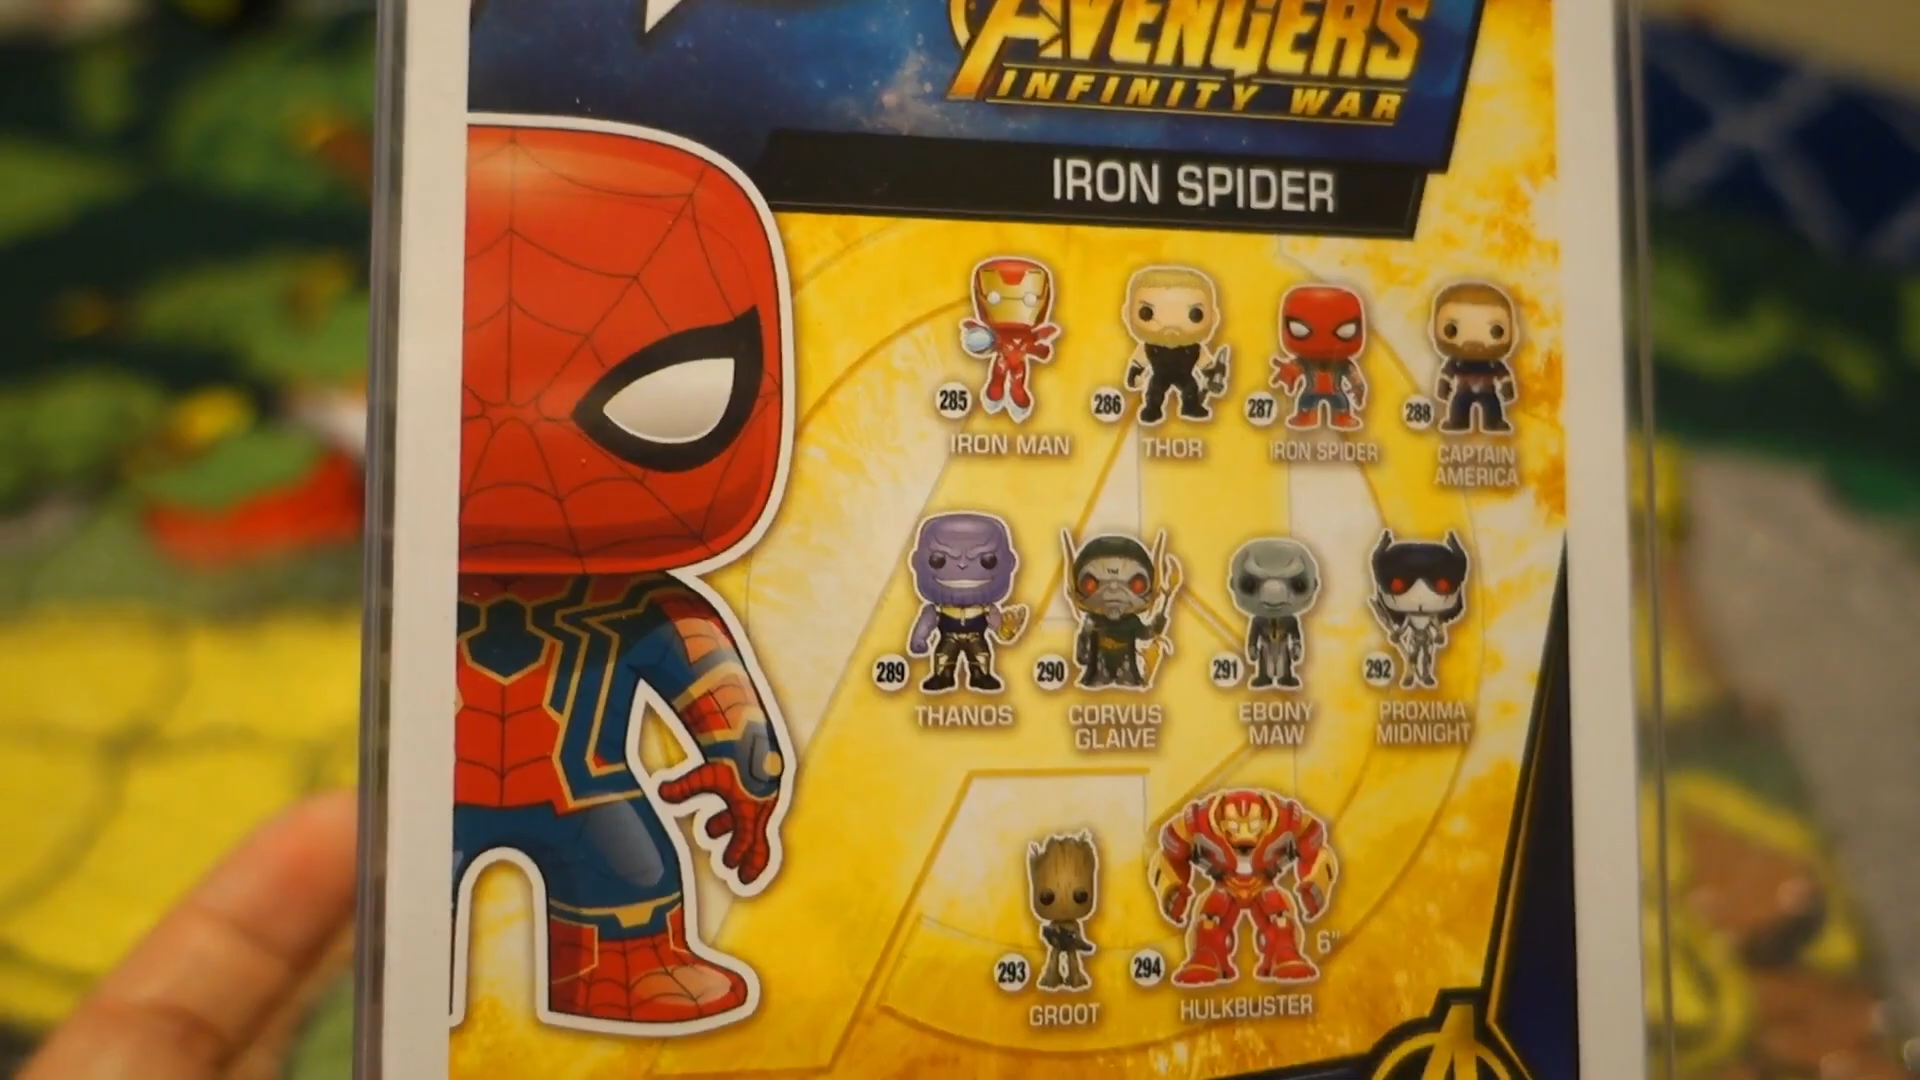 AVENGERS
INFINITY WAR
IRON SPIDER
285
286
287
288
IRON MAN
THOR
IRON SPIDER
CAPTAIN
AMERICA
289
290
291
292
THANOS
CORVUS
GLAIVE
EBONY
MAW
PROXIMA
MIDNIGHT
6"
293
294
GROOT
HULKBUSTER